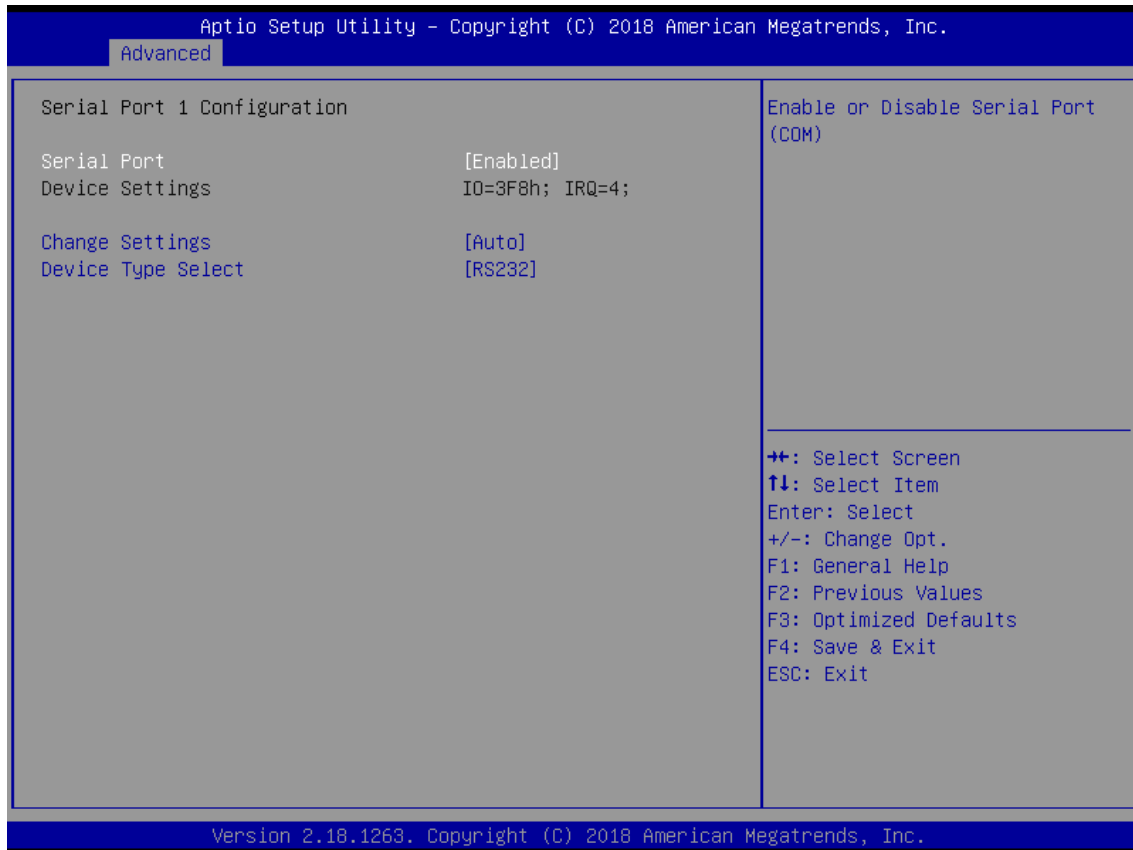 Aptio Setup Utility – Copyright (C) 2018 American Megatrends, Inc.
Advanced
Serial Port 1 Configuration
Serial Port [Enabled]
Device Settings IO=3F8h; IRQ=4;
Change Settings [Auto]
Device Type Select [RS232]
Enable or Disable Serial Port
(COM)
→←: Select Screen
↑↓: Select Item
Enter: Select
+/-: Change Opt.
F1: General Help
F2: Previous Values
F3: Optimized Defaults
F4: Save & Exit
ESC: Exit
Version 2.18.1263. Copyright (C) 2018 American Megatrends, Inc.